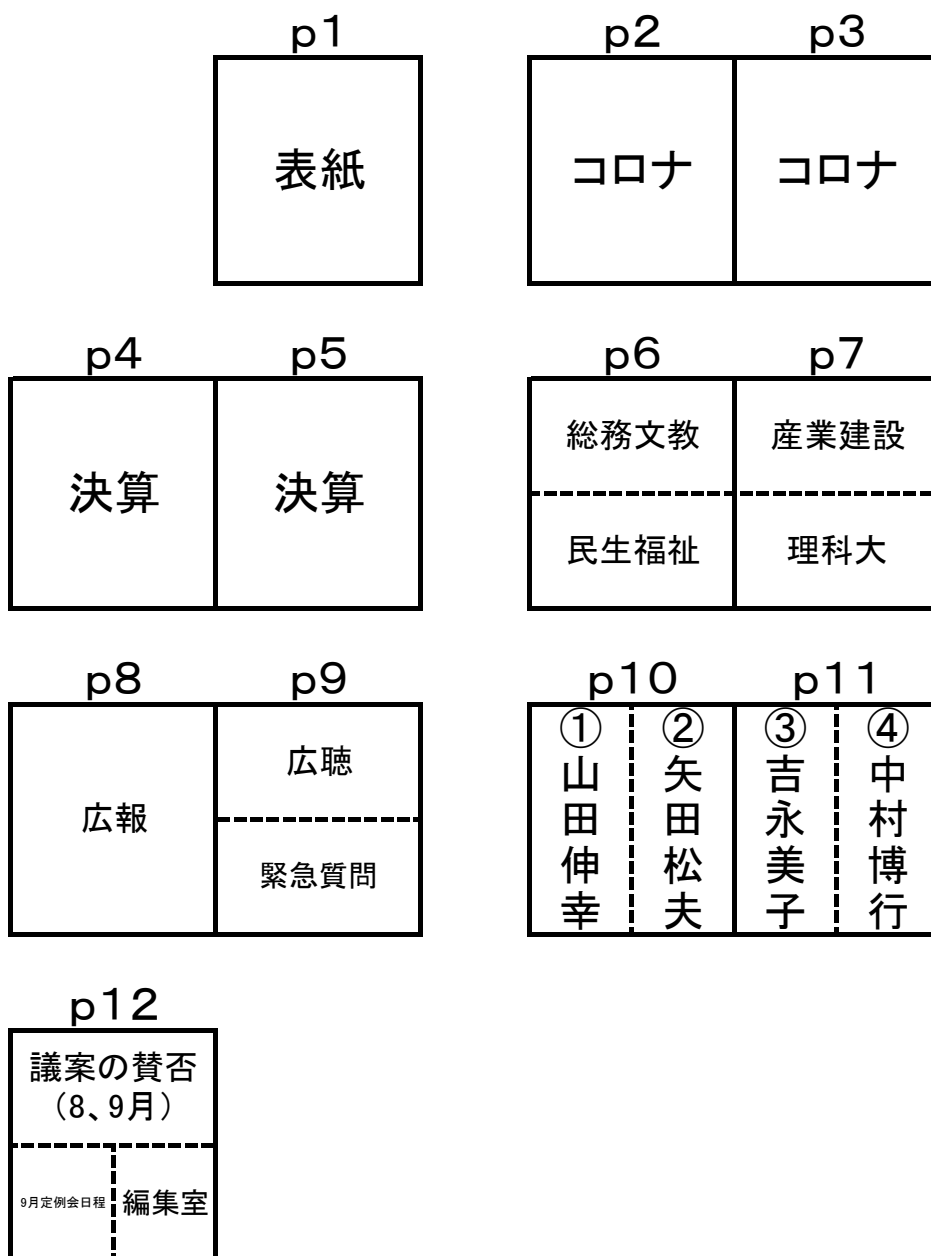 p1
表紙
p2
p3
コロナ
コロナ
p4
p5
決算
決算
p6
p7
総務文教
産業建設
民生福祉
理科大
p8
p9
広報
広聴
緊急質問
p10
p11
①山田伸幸
②矢田松夫
③吉永美子
④中村博行
p12
議案の賛否
(8、9月)
9月定例会日程
編集室